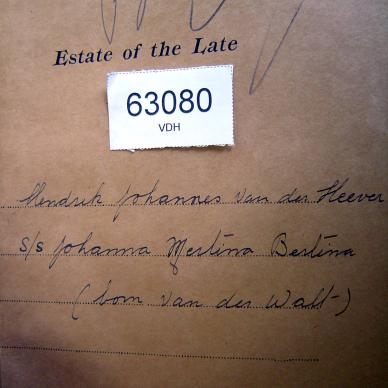 Estate of the Late
63080
VDH
Hendrik Johannes van der Heever
s/s Johanna Mertina Bertina
(born van der Walt)